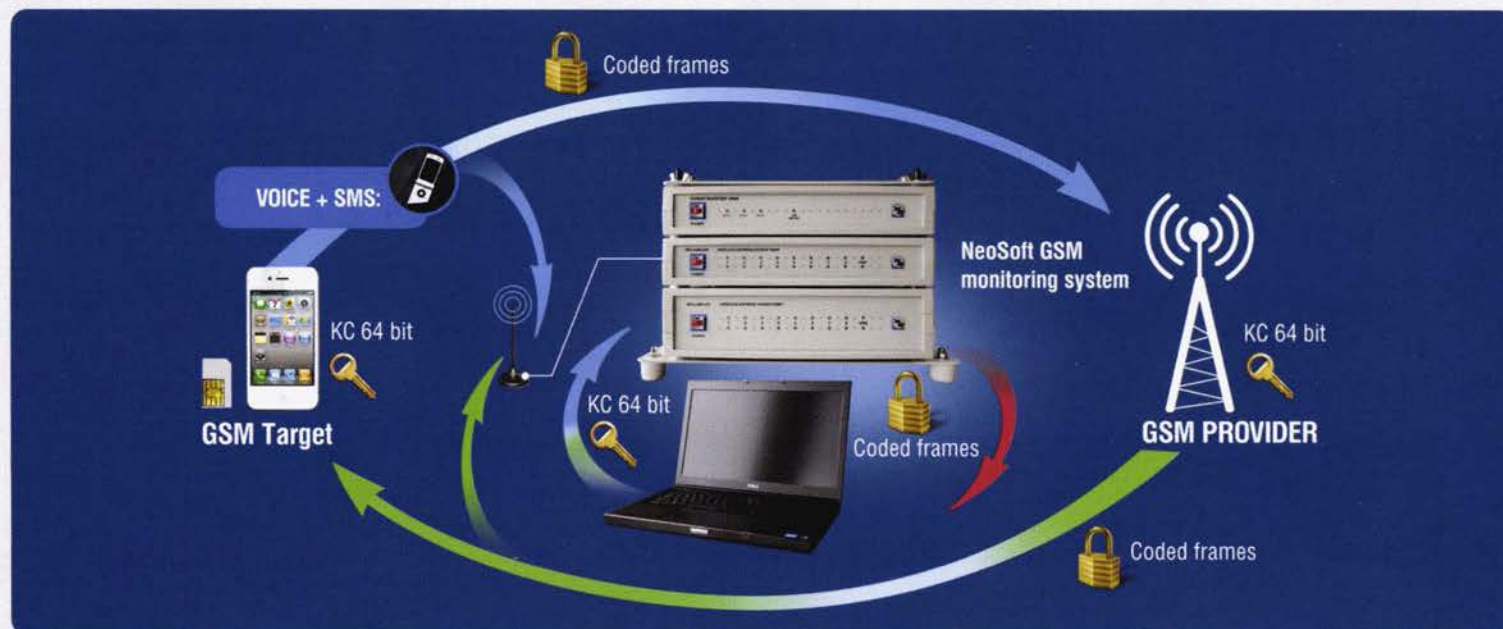 Coded frames
VOICE + SMS:
NeoSoft GSM
monitoring system
KC 64 bit
GSM Target
KC 64 bit
Coded frames
KC 64 bit
GSM PROVIDER
Coded frames